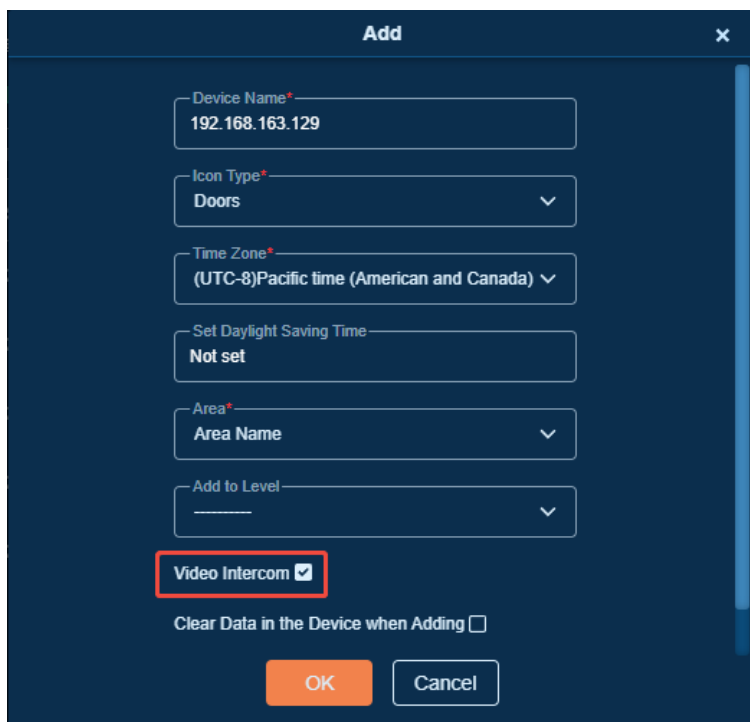 Add
Device Name*
192.168.163.129
Icon Type*
Doors
Time Zone*
(UTC-8)Pacific time (American and Canada)
Set Daylight Saving Time
Not set
Area*
Area Name
Add to Level
----------
Video Intercom
Clear Data in the Device when Adding
OK
Cancel